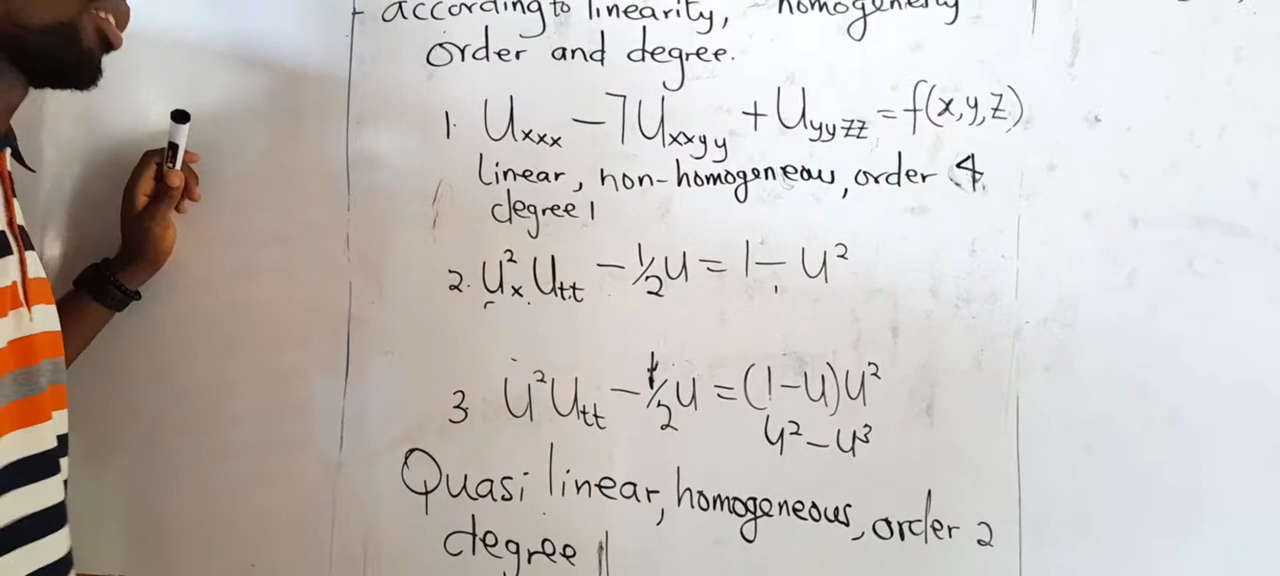 - according to linearity, homogeneity
order and degree.
1. Uxxx - 7Uxxyy + Uyyzz = f(x,y,z)
linear, non-homogeneous, order 4.
degree 1
2. U²x Utt - ½U = 1 - U²
3 U²Utt - ½U = (1-U)U²
U² - U³
Quasi linear, homogeneous, order 2
degree 1